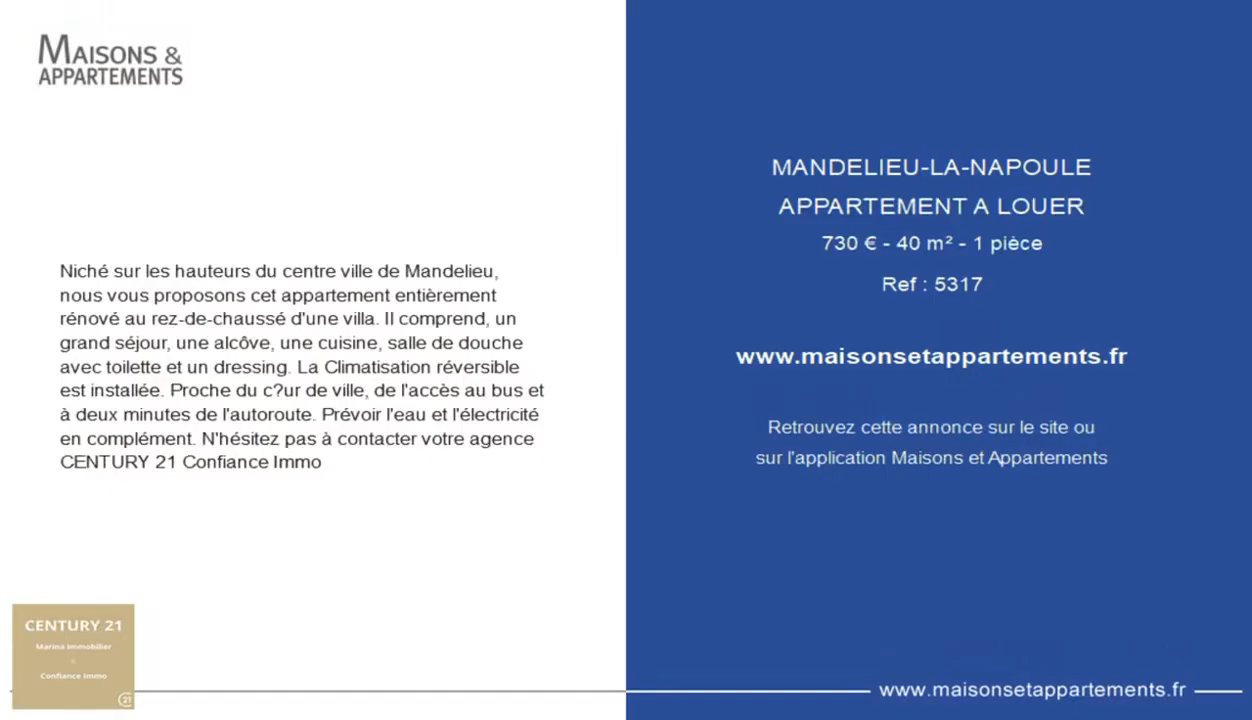 MAISONS &
APPARTEMENTS
Niché sur les hauteurs du centre ville de Mandelieu,
nous vous proposons cet appartement entièrement
rénové au rez-de-chaussé d'une villa. Il comprend, un
grand séjour, une alcôve, une cuisine, salle de douche
avec toilette et un dressing. La Climatisation réversible
est installée. Proche du c?ur de ville, de l'accès au bus et
à deux minutes de l'autoroute. Prévoir l'eau et l'électricité
en complément. N'hésitez pas à contacter votre agence
CENTURY 21 Confiance Immo
MANDELIEU-LA-NAPOULE
APPARTEMENT A LOUER
730 € - 40 m² - 1 pièce
Ref : 5317
www.maisonsetappartements.fr
Retrouvez cette annonce sur le site ou
sur l'application Maisons et Appartements
CENTURY 21
Marina Immobilier
Confiance Immo
21
www.maisonsetappartements.fr